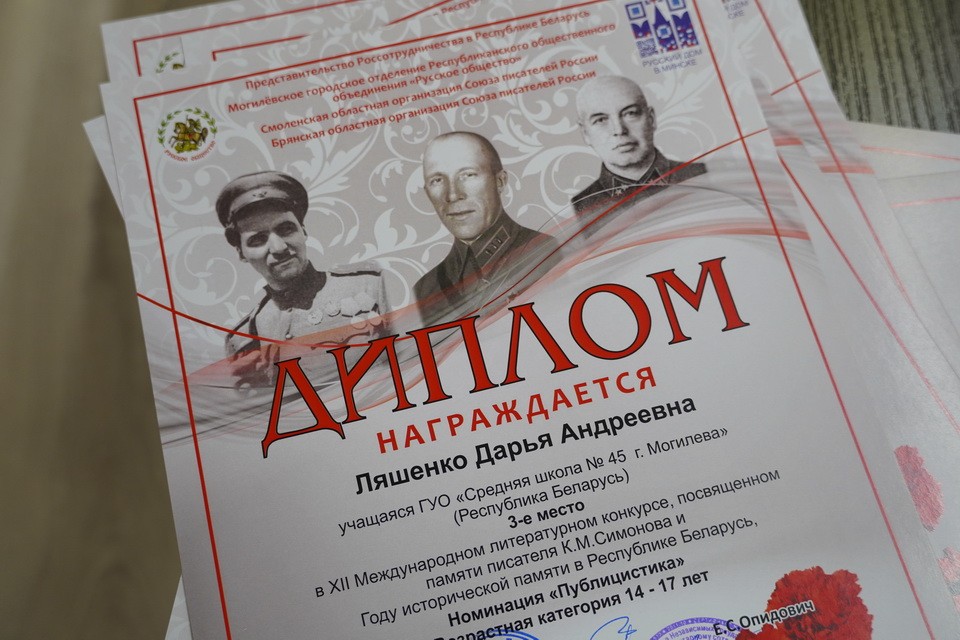 Представительство Россотрудничества в Республике Беларусь
Могилёвское городское отделение Республиканского общественного
объединения «Русское общество»
Смоленская областная организация Союза писателей России
Брянская областная организация Союза писателей России
РУССКИЙ ДОМ
В МИНСКЕ
ДИПЛОМ
НАГРАЖДАЕТСЯ
Ляшенко Дарья Андреевна
учащаяся ГУО «Средняя школа № 45 г. Могилева»
(Республика Беларусь)
3-е место
в XII Международном литературном конкурсе, посвященном
памяти писателя К.М.Симонова и
Году исторической памяти в Республике Беларусь,
Номинация «Публицистика»
Возрастная категория 14 - 17 лет
Е.С.Опидович